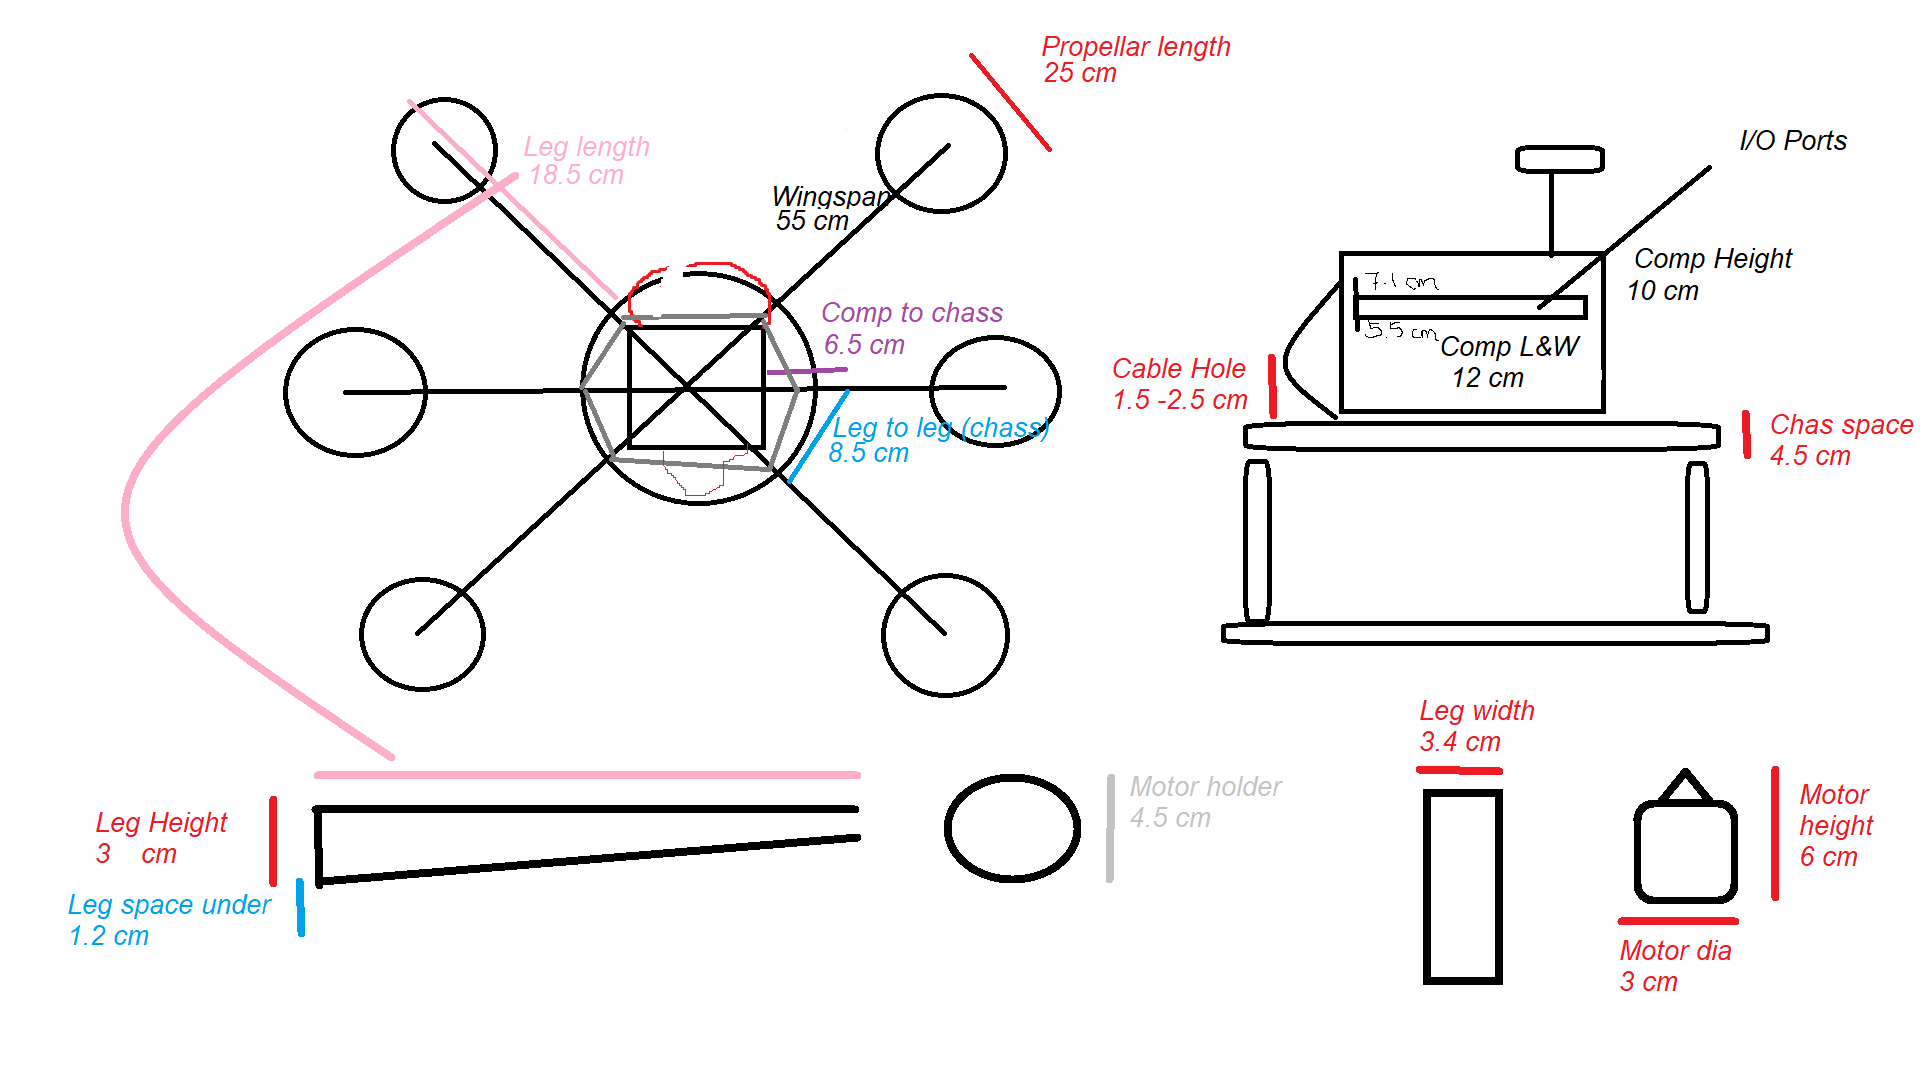 Propellar length
25 cm
Leg length
18.5 cm
Wingspan
55 cm
I/O Ports
Comp Height
10 cm
7.1 cm
5.5 cm
Comp L&W
12 cm
Comp to chass
6.5 cm
Cable Hole
1.5 -2.5 cm
Leg to leg (chass)
8.5 cm
Chas space
4.5 cm
Leg width
3.4 cm
Motor holder
4.5 cm
Motor
height
6 cm
Leg Height
3 cm
Leg space under
1.2 cm
Motor dia
3 cm